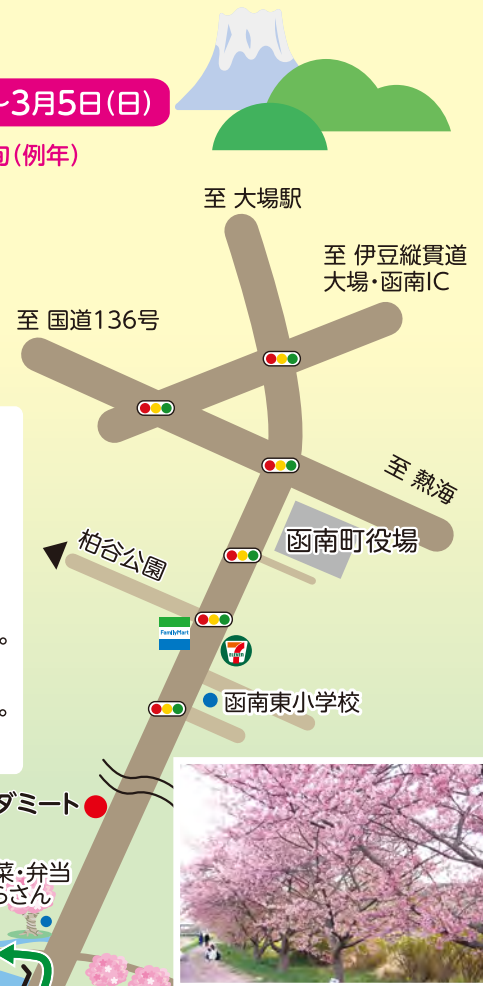 ～3月5日（日）
旬（例年）
至 大場駅
至 伊豆縦貫道
大場・函南IC
至 国道136号
至 熱海
函南町役場
柏谷公園
FamilyMart
7
ELEVEN
函南東小学校
。
。
ダミート
菜・弁当
らさん